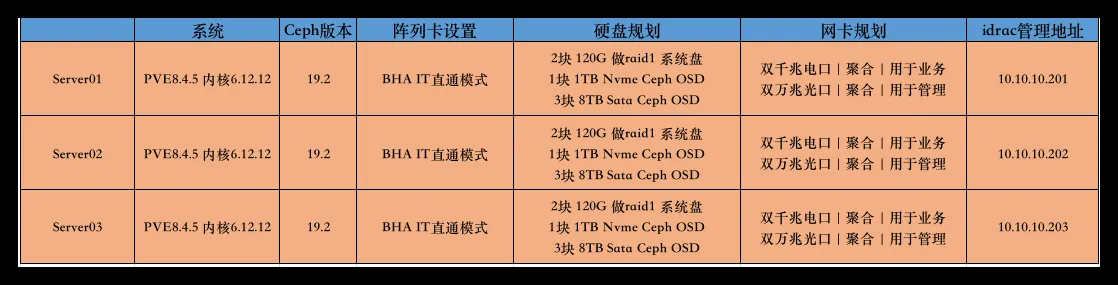 系统 Ceph版本 阵列卡设置 硬盘规划 网卡规划 idrac管理地址
Server01 PVE8.4.5 内核6.12.12 19.2 BHA IT直通模式 2块 120G 做raid1 系统盘
1块 1TB Nvme Ceph OSD
3块 8TB Sata Ceph OSD
双千兆电口 | 聚合 | 用于业务
双万兆光口 | 聚合 | 用于管理
10.10.10.201
Server02 PVE8.4.5 内核6.12.12 19.2 BHA IT直通模式 2块 120G 做raid1 系统盘
1块 1TB Nvme Ceph OSD
3块 8TB Sata Ceph OSD
双千兆电口 | 聚合 | 用于业务
双万兆光口 | 聚合 | 用于管理
10.10.10.202
Server03 PVE8.4.5 内核6.12.12 19.2 BHA IT直通模式 2块 120G 做raid1 系统盘
1块 1TB Nvme Ceph OSD
3块 8TB Sata Ceph OSD
双千兆电口 | 聚合 | 用于业务
双万兆光口 | 聚合 | 用于管理
10.10.10.203